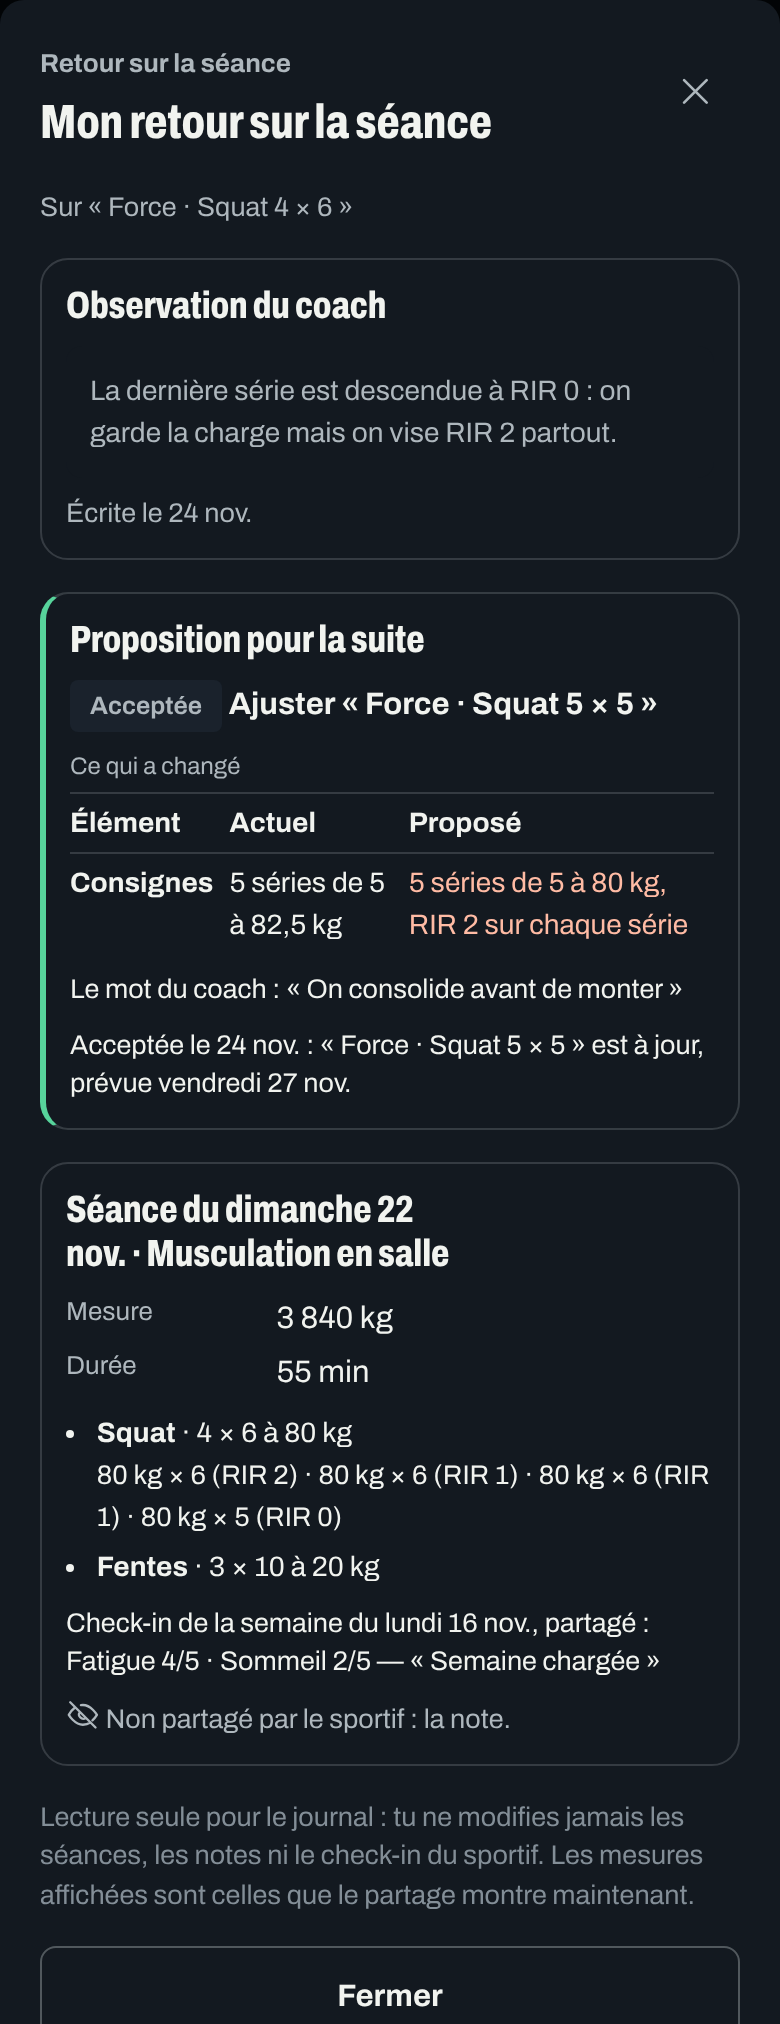 Retour sur la séance
Mon retour sur la séance
Sur « Force · Squat 4 × 6 »
Observation du coach
La dernière série est descendue à RIR 0 : on
garde la charge mais on vise RIR 2 partout.
Écrite le 24 nov.
Proposition pour la suite
Acceptée Ajuster « Force · Squat 5 × 5 »
Ce qui a changé
Élément Actuel Proposé
Consignes 5 séries de 5 5 séries de 5 à 80 kg,
à 82,5 kg RIR 2 sur chaque série
Le mot du coach : « On consolide avant de monter »
Acceptée le 24 nov. : « Force · Squat 5 × 5 » est à jour,
prévue vendredi 27 nov.
Séance du dimanche 22
nov. · Musculation en salle
Mesure 3 840 kg
Durée 55 min
• Squat · 4 × 6 à 80 kg
80 kg × 6 (RIR 2) · 80 kg × 6 (RIR 1) · 80 kg × 6 (RIR
1) · 80 kg × 5 (RIR 0)
• Fentes · 3 × 10 à 20 kg
Check-in de la semaine du lundi 16 nov., partagé :
Fatigue 4/5 · Sommeil 2/5 — « Semaine chargée »
Non partagé par le sportif : la note.
Lecture seule pour le journal : tu ne modifies jamais les
séances, les notes ni le check-in du sportif. Les mesures
affichées sont celles que le partage montre maintenant.
Fermer